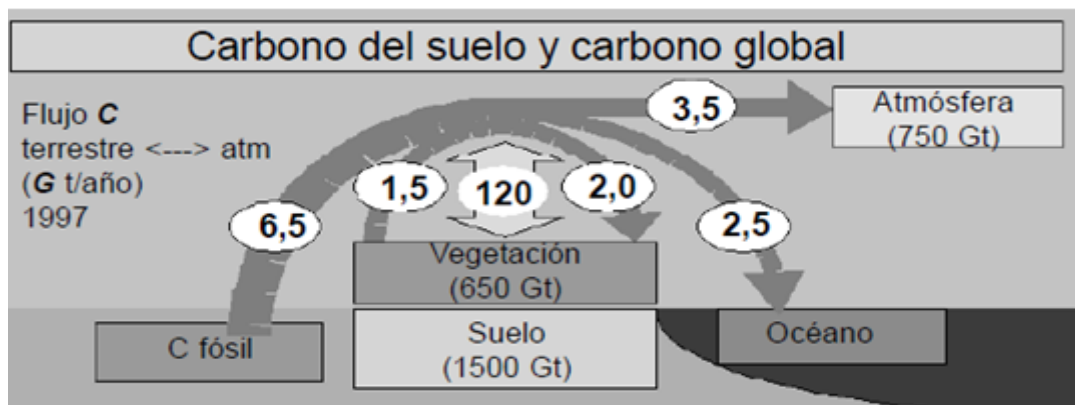 Carbono del suelo y carbono global
Flujo C
terrestre <---> atm
(G t/año)
1997
3,5
Atmósfera
(750 Gt)
1,5
120
2,0
6,5
2,5
Vegetación
(650 Gt)
C fósil
Suelo
(1500 Gt)
Océano